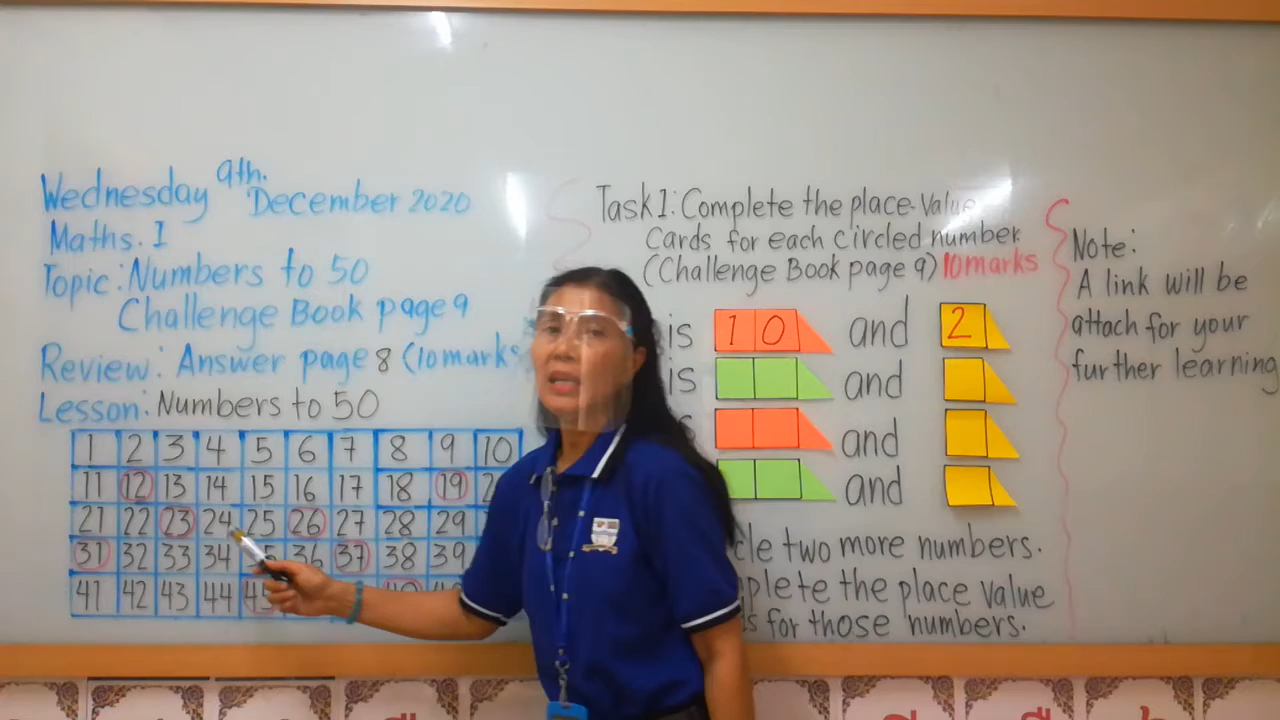 Wednesday 9th. December 2020
Maths. I
Topic: Numbers to 50
Challenge Book page 9
Review: Answer page 8 (10 marks
Lesson: Numbers to 50
1 2 3 4 5 6 7 8 9 10
11 12 13 14 15 16 17 18 19
21 22 23 24 25 26 27 28 29
31 32 33 34 36 37 38 39
41 42 43 44 45
Task 1: Complete the place-value
Cards for each circled number.
(Challenge Book page 9) 10marks
is 10 and 2
is and
and
and
two more numbers.
the place value
for those numbers.
Note:
A link will be
attach for your
further learning